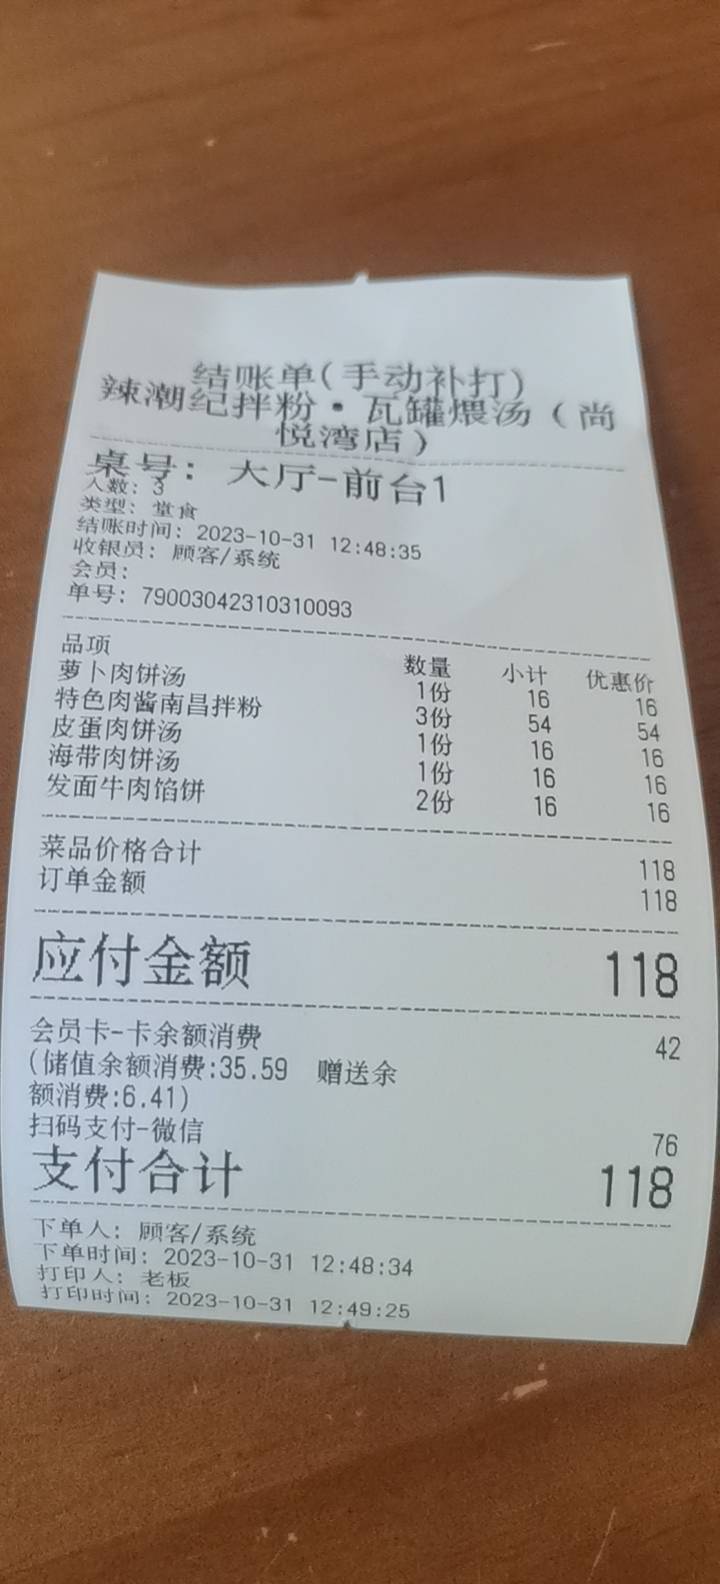 结账单(手动补打)
辣潮纪拌粉·瓦罐煨汤(尚
悦湾店)
桌号: 大厅-前台1
人数: 3
类型: 堂食
结账时间: 2023-10-31 12:48:35
收银员: 顾客/系统
会员:
单号: 79003042310310093
品项 数量 小计 优惠价
萝卜肉饼汤 1份 16 16
特色肉酱南昌拌粉 3份 54 54
皮蛋肉饼汤 1份 16 16
海带肉饼汤 1份 16 16
发面牛肉馅饼 2份 16 16
菜品价格合计 118
订单金额 118
应付金额 118
会员卡-卡余额消费 42
(储值余额消费:35.59 赠送余
额消费:6.41)
扫码支付-微信 76
支付合计 118
下单人: 顾客/系统
下单时间: 2023-10-31 12:48:34
打印人: 老板
打印时间: 2023-10-31 12:49:25